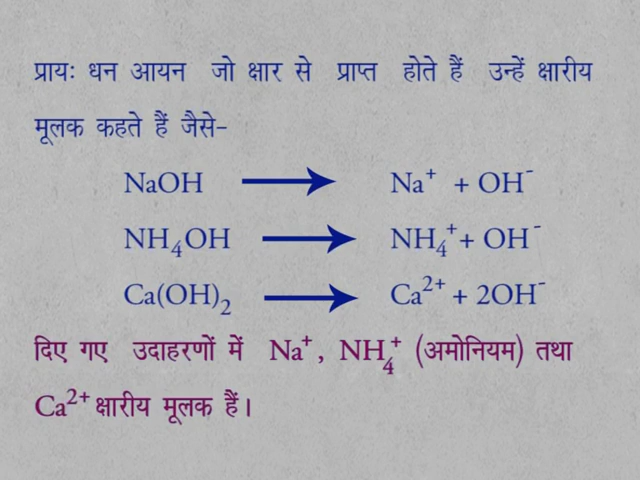 प्रायः धन आयन जो क्षार से प्राप्त होते हैं उन्हें क्षारीय
मूलक कहते हैं जैसे-
NaOH ⟶ Na⁺ + OH⁻
NH₄OH ⟶ NH₄⁺ + OH⁻
Ca(OH)₂ ⟶ Ca²⁺ + 2OH⁻
दिए गए उदाहरणों में Na⁺, NH₄⁺ (अमोनियम) तथा
Ca²⁺ क्षारीय मूलक हैं।